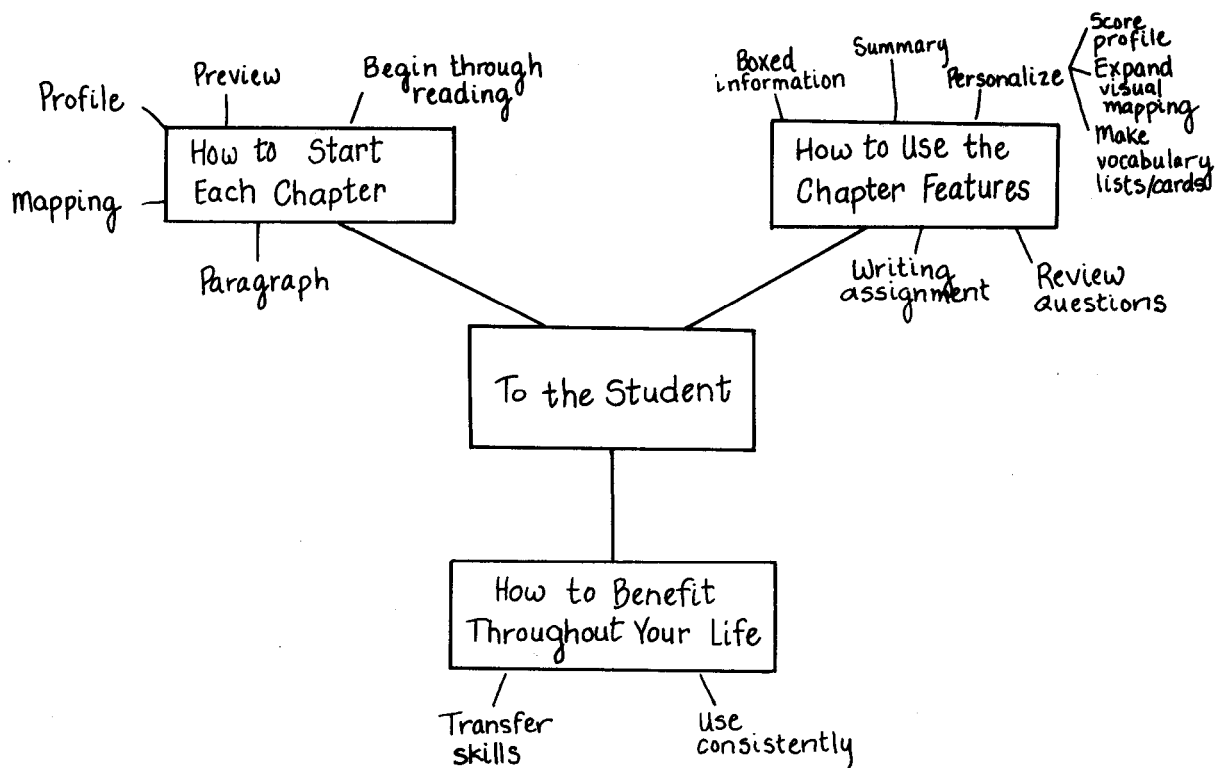 Profile
Preview
Begin through
reading
Mapping
How to Start
Each Chapter
Paragraph
Boxed
information
Summary
Personalize
Score
profile
Expand
visual
mapping
Make
vocabulary
lists/cards
How to Use the
Chapter Features
Writing
assignment
Review
questions
To the Student
How to Benefit
Throughout Your Life
Transfer
skills
Use
consistently